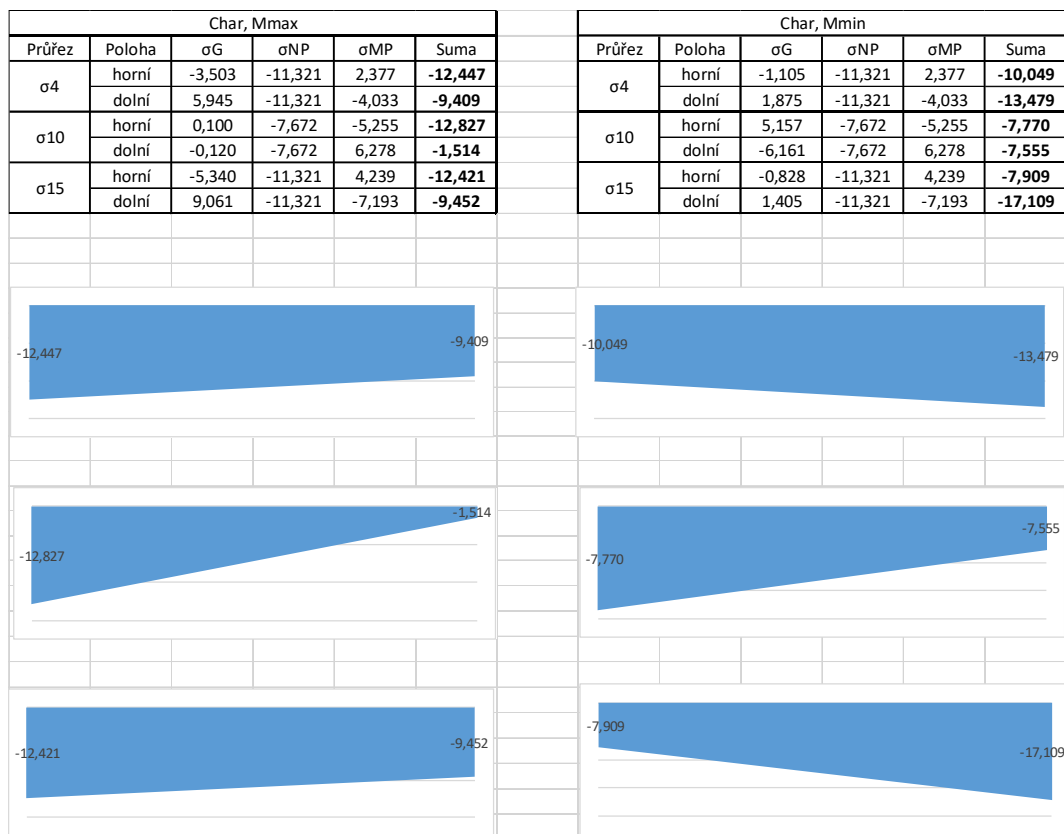 Char, Mmax
Průřez Poloha σG σNP σMP Suma
σ4
horní -3,503 -11,321 2,377 -12,447
dolní 5,945 -11,321 -4,033 -9,409
σ10
horní 0,100 -7,672 -5,255 -12,827
dolní -0,120 -7,672 6,278 -1,514
σ15
horní -5,340 -11,321 4,239 -12,421
dolní 9,061 -11,321 -7,193 -9,452
Char, Mmin
Průřez Poloha σG σNP σMP Suma
σ4
horní -1,105 -11,321 2,377 -10,049
dolní 1,875 -11,321 -4,033 -13,479
σ10
horní 5,157 -7,672 -5,255 -7,770
dolní -6,161 -7,672 6,278 -7,555
σ15
horní -0,828 -11,321 4,239 -7,909
dolní 1,405 -11,321 -7,193 -17,109
-12,447
-9,409
-10,049
-13,479
-12,827
-1,514
-7,770
-7,555
-12,421
-9,452
-7,909
-17,109